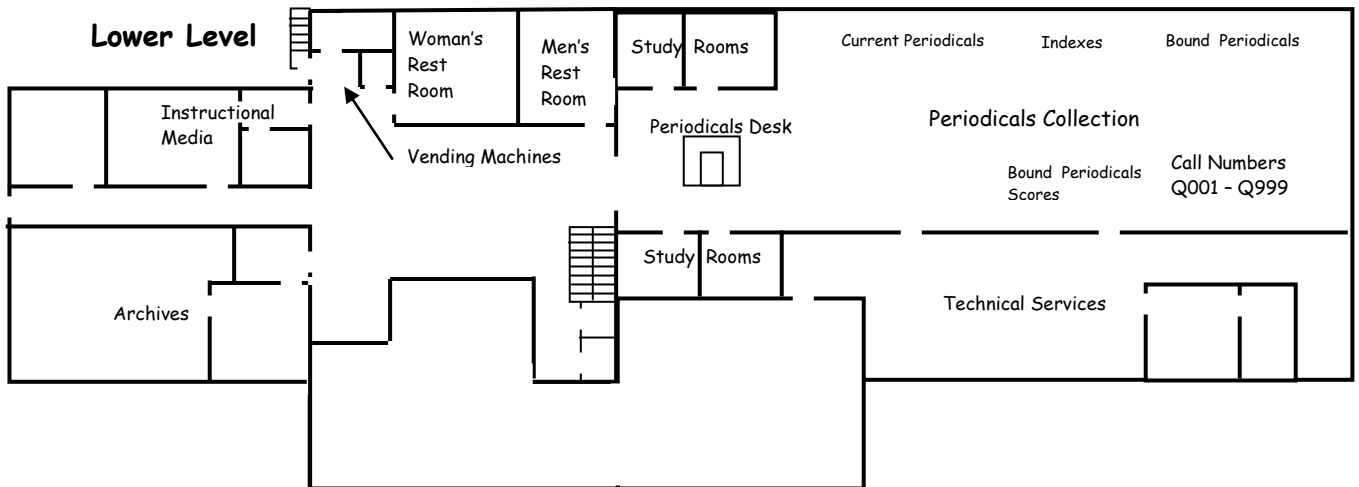 Lower Level
Woman's
Rest
Room
Men's
Rest
Room
Study Rooms
Current Periodicals
Indexes
Bound Periodicals
Instructional
Media
Vending Machines
Periodicals Desk
Periodicals Collection
Bound Periodicals
Scores
Call Numbers
Q001 – Q999
Study Rooms
Archives
Technical Services